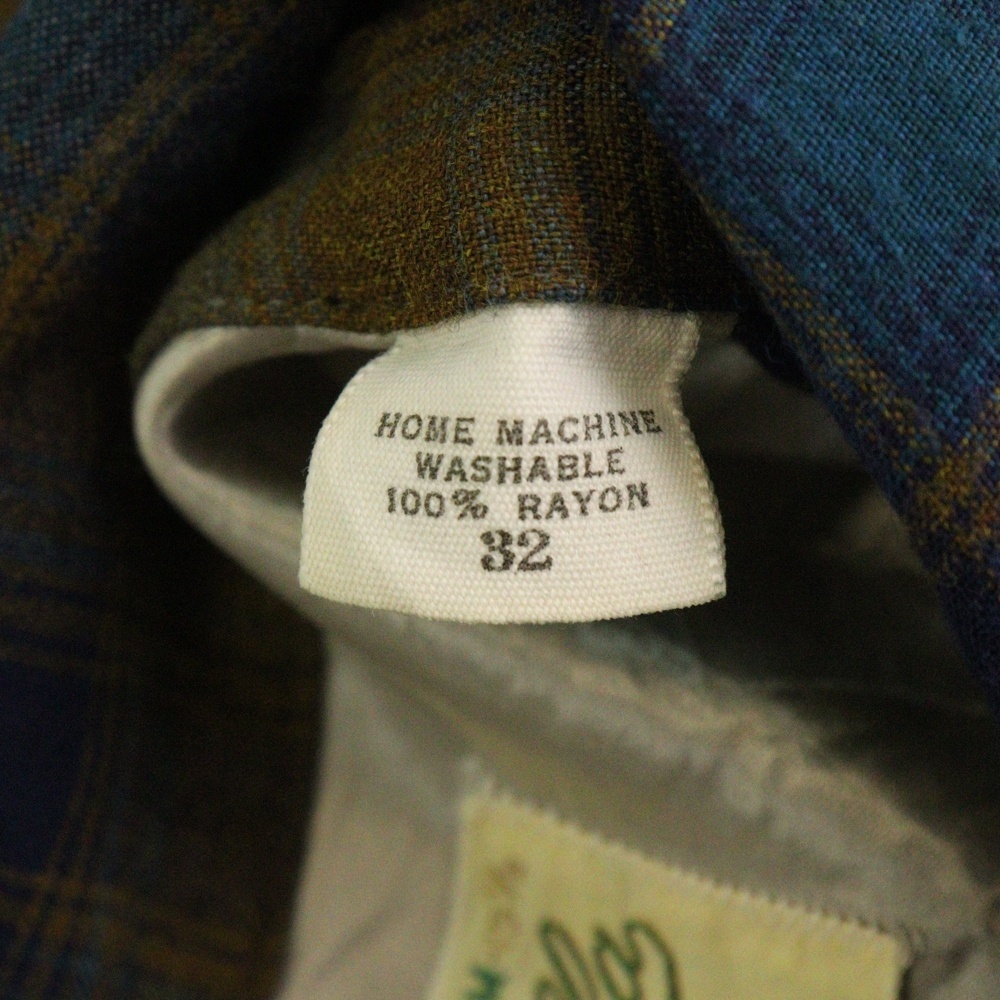 HOME MACHINE
WASHABLE
100% RAYON
32